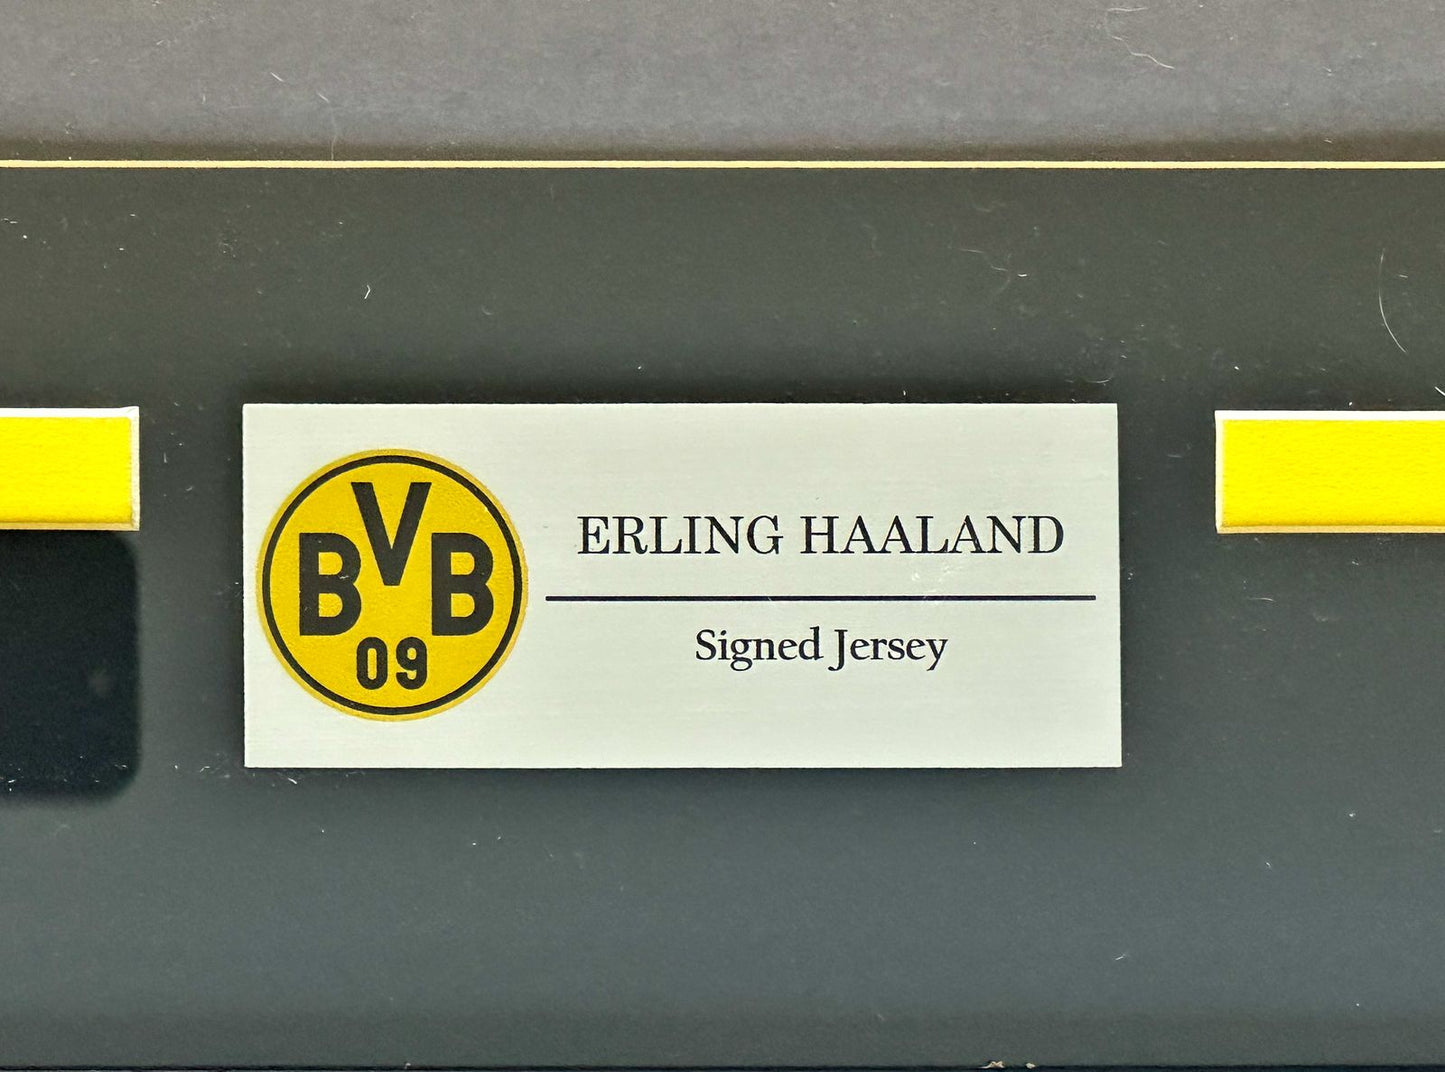 BVB
09
ERLING HAALAND
Signed Jersey